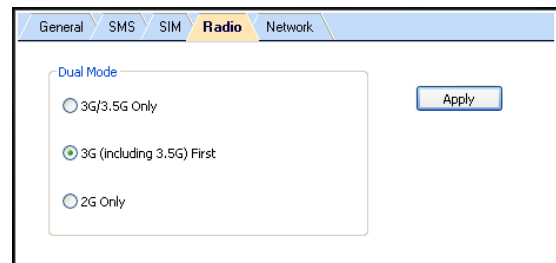 General SMS SIM Radio Network
Dual Mode
3G/3.5G Only
Apply
3G (including 3.5G) First
2G Only